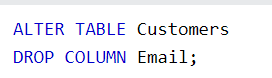 ALTER TABLE Customers
DROP COLUMN Email;